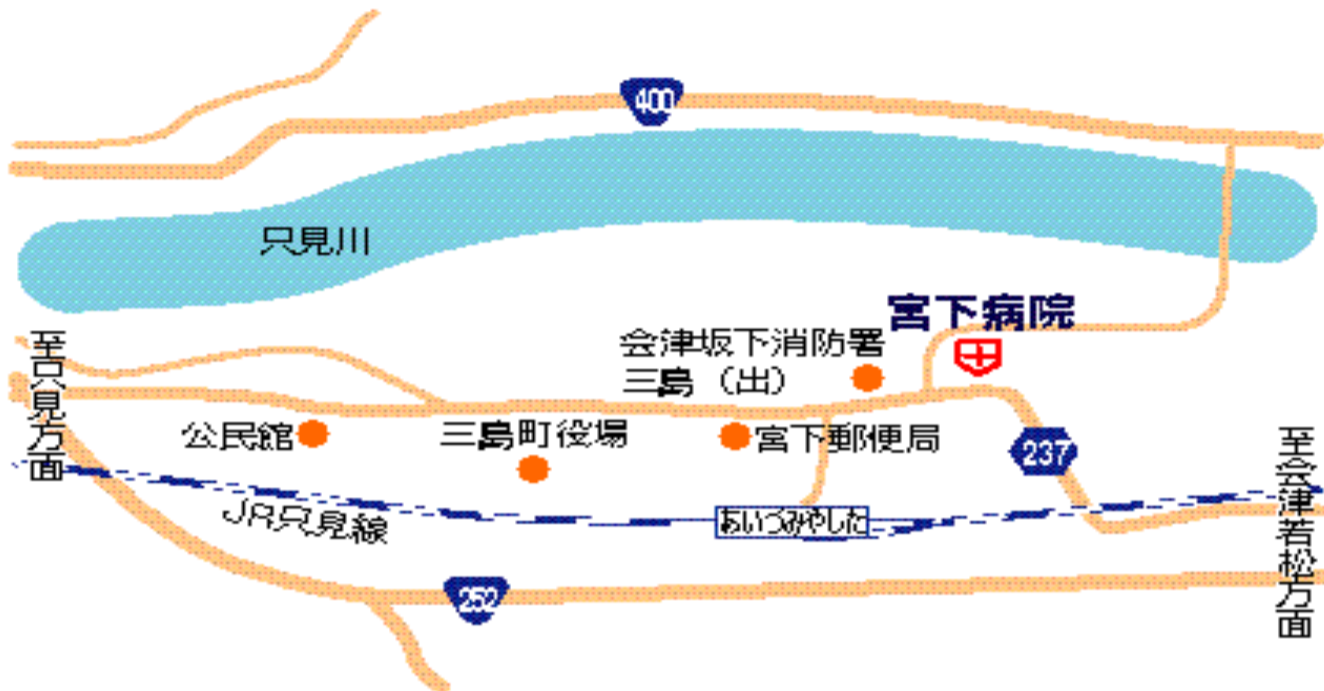 400
只見川
宮下病院
会津坂下消防署
三島（出）
至只見方面
公民館
三島町役場
宮下郵便局
237
至会津若松方面
JR只見線
あいづみやした
252